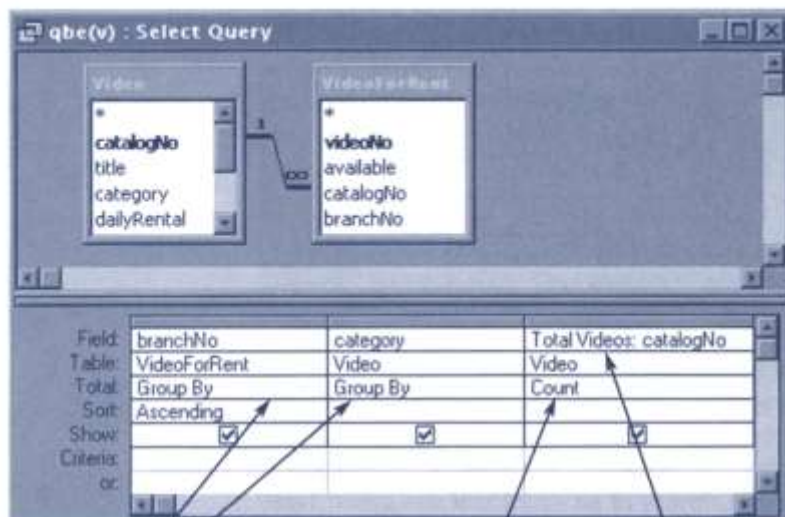 qbe(v) : Select Query
Video
VideoForRent
*
catalogNo
title
category
dailyRental
1
∞
*
videoNo
available
catalogNo
branchNo
Field: branchNo category Total Videos: catalogNo
Table: VideoForRent Video Video
Total: Group By Group By Count
Sort: Ascending
Show:
Criteria:
or: